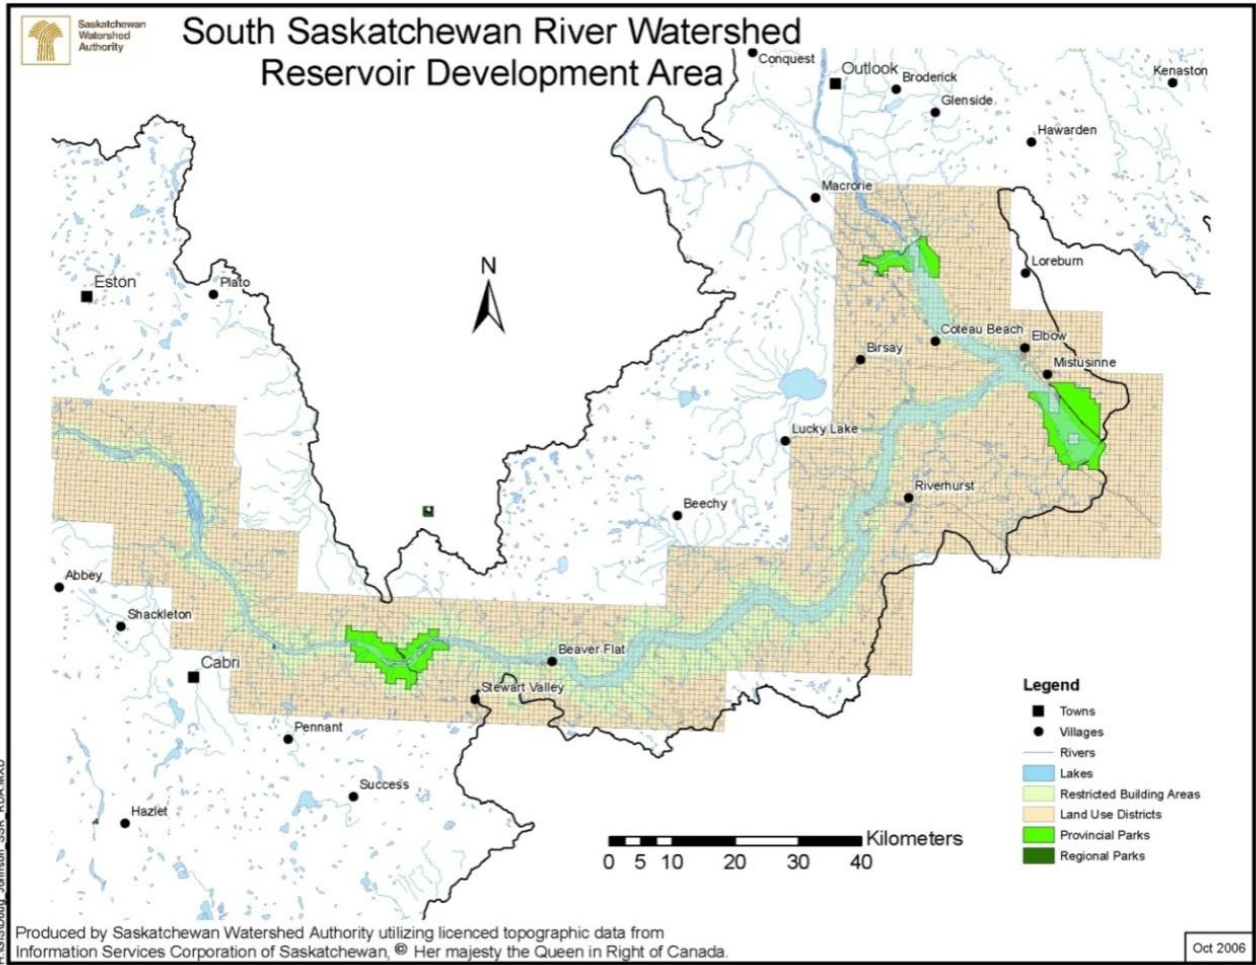 Saskatchewan
Watershed
Authority
South Saskatchewan River Watershed
Reservoir Development Area
Conquest
Outlook
Broderick
Kenaston
Glenside
Hawarden
Macrorie
Loreburn
N
Eston
Plato
Coteau Beach
Elbow
Birsay
Mistusinne
Lucky Lake
Riverhurst
Beechy
Abbey
Shackleton
Cabri
Beaver Flat
Stewart Valley
Pennant
Success
Hazlet
Legend
Towns
Villages
Rivers
Lakes
Restricted Building Areas
Land Use Districts
Provincial Parks
Regional Parks
Kilometers
0 5 10 20 30 40
Produced by Saskatchewan Watershed Authority utilizing licenced topographic data from
Information Services Corporation of Saskatchewan, © Her majesty the Queen in Right of Canada.
Oct 2006